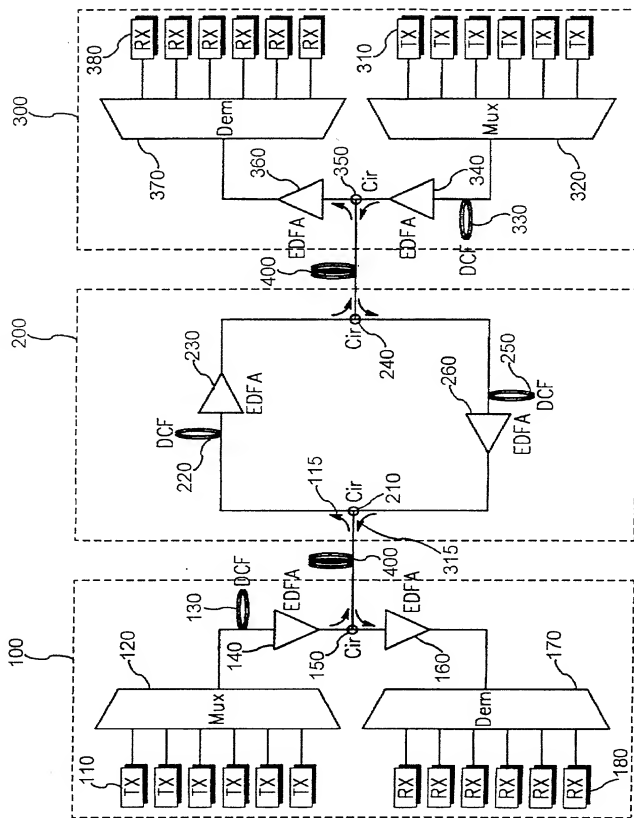 100
110
TX
TX
TX
TX
TX
TX
120
Mux
130
DCF
140
EDFA
150
Cir
EDFA
160
170
Dem
RX
RX
RX
RX
RX
RX
180
400
200
115
Cir
210
315
DCF
220
230
EDFA
Cir
240
260
EDFA
250
DCF
400
300
380
RX
RX
RX
RX
RX
RX
Dem
370
360
EDFA
350
Cir
340
EDFA
DCF
330
310
TX
TX
TX
TX
TX
TX
Mux
320